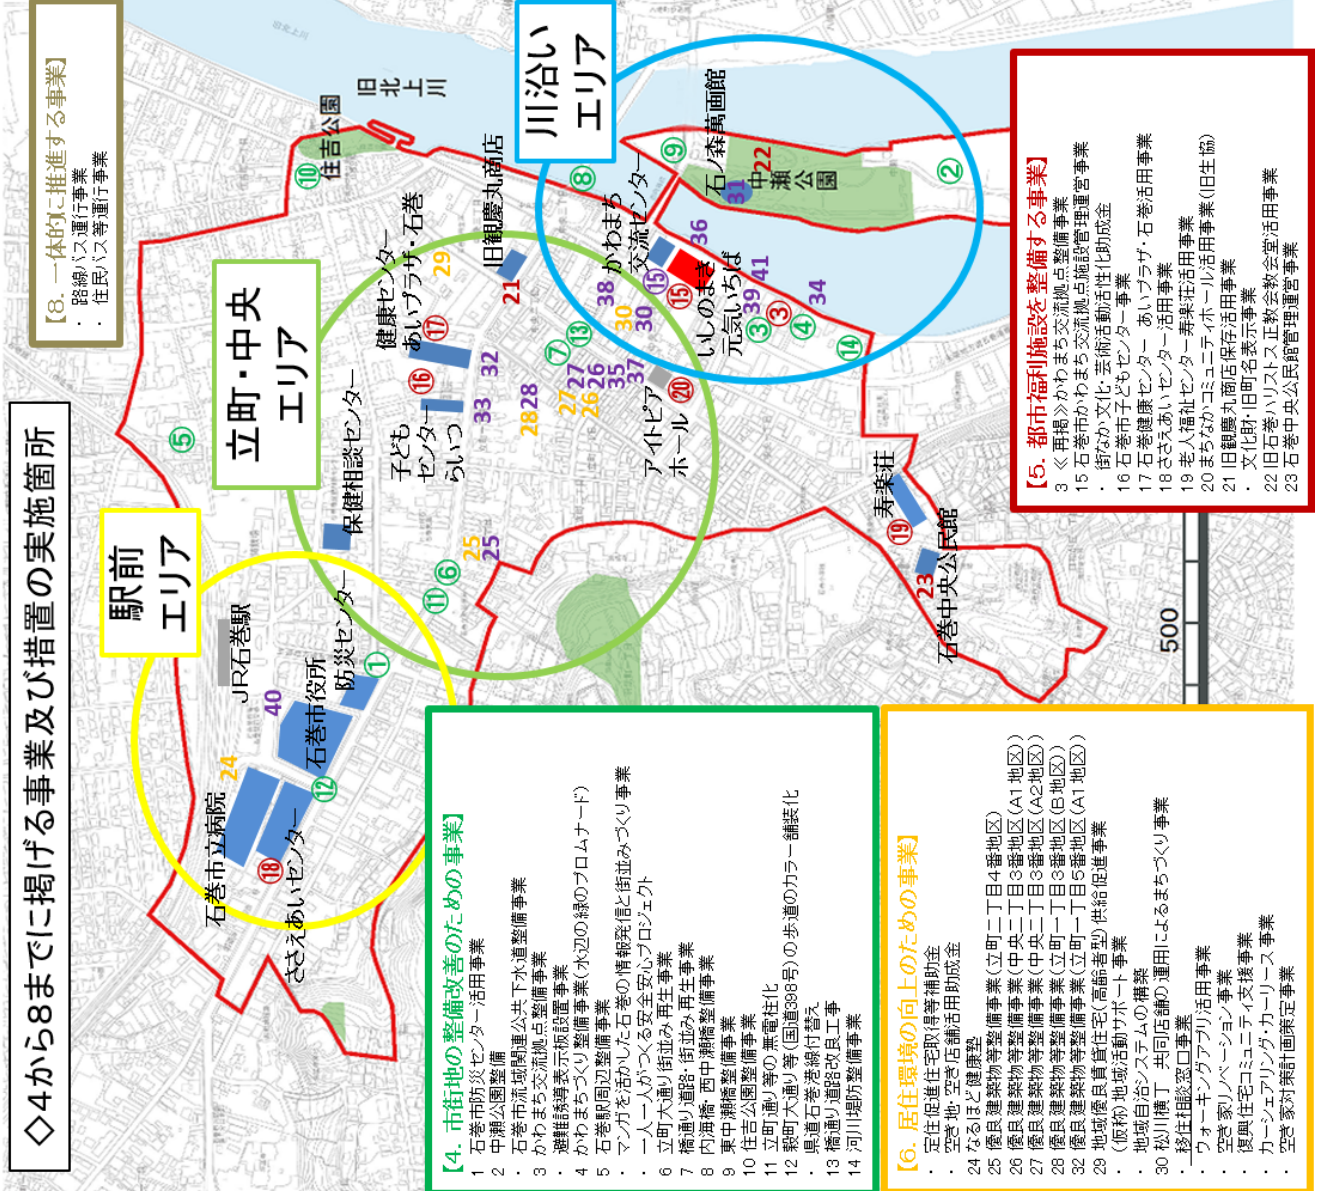 ◇4から8までに掲げる事業及び措置の実施箇所
駅前
エリア
立町・中央
エリア
川沿い
エリア
【8. 一体的に推進する事業】
・ 路線バス運行事業
・ 住民バス等運行事業
旧北上川
住吉公園
⑩
⑤
旧観慶丸商店
21
健康センター
あいプラザ・石巻
29
⑰
⑯
32
33
子ども
センター
らいつ
保健相談センター
28
28
⑦
⑬
27
27
26
26
35
37
38
30
30
アイトピア
ホール
⑳
かわまち
交流センター
⑮
⑮
いしのまき
元気いちば
36
39
41
③
③
④
34
⑭
⑧
⑨
石ノ森萬画館
31
22
中瀬公園
②
25
25
⑪
⑥
JR石巻駅
40
石巻市役所
防災センター
①
⑫
24
石巻市立病院
⑱
ささえあいセンター
寿楽荘
⑲
23
石巻中央公民館
500
【4. 市街地の整備改善のための事業】
1 石巻市防災センター活用事業
2 中瀬公園整備
・ 石巻市流域関連公共下水道整備事業
3 かわまち交流拠点整備事業
・ 避難誘導表示板設置事業
4 かわまちづくり整備事業(水辺の緑のプロムナード)
5 石巻駅周辺整備事業
・ マンガを活かした石巻の情報発信と街並みづくり事業
・ 一人一人がつくる安全安心プロジェクト
6 立町大通り街並み再生事業
7 橋通り道路・街並み再生事業
8 内海橋・西中瀬橋整備事業
9 東中瀬橋整備事業
10 住吉公園整備事業
11 立町通り等の無電柱化
12 穀町大通り等(国道398号)の歩道のカラー舗装化
・ 県道石巻港線付替え
13 橋通り道路改良工事
14 河川堤防整備事業
【6. 居住環境の向上のための事業】
・ 定住促進住宅取得等補助金
・ 空き地・空き店舗活用助成金
24 なるほど健康塾
25 優良建築物等整備事業(立町二丁目4番地区)
26 優良建築物等整備事業(中央二丁目3番地区(A1地区))
27 優良建築物等整備事業(中央二丁目3番地区(A2地区))
28 優良建築物等整備事業(立町一丁目3番地区(B地区))
32 優良建築物等整備事業(立町一丁目5番地区(A1地区))
29 地域優良賃貸住宅(高齢者型)供給促進事業
・ (仮称)地域活動サポート事業
・ 地域自治システムの構築
30 松川横丁 共同店舗の運用によるまちづくり事業
・ 移住相談窓口事業
・ ウォーキングアプリ活用事業
・ 空き家リノベーション事業
・ 復興住宅コミュニティ支援事業
・ カーシェアリング・カーリース事業
・ 空き家対策計画策定事業
【5. 都市福利施設を整備する事業】
3 ≪再掲≫かわまち交流拠点整備事業
15 石巻市かわまち交流拠点施設管理運営事業
・ 街なか文化・芸術活動活性化助成金
16 石巻市子どもセンター事業
17 石巻健康センター あいプラザ・石巻活用事業
18 ささえあいセンター活用事業
19 老人福祉センター寿楽荘活用事業
20 まちなかコミュニティホール活用事業(旧生協)
21 旧観慶丸商店保存活用事業
・ 文化財・旧町名表示事業
22 旧石巻ハリストス正教会教会堂活用事業
23 石巻中央公民館管理運営事業